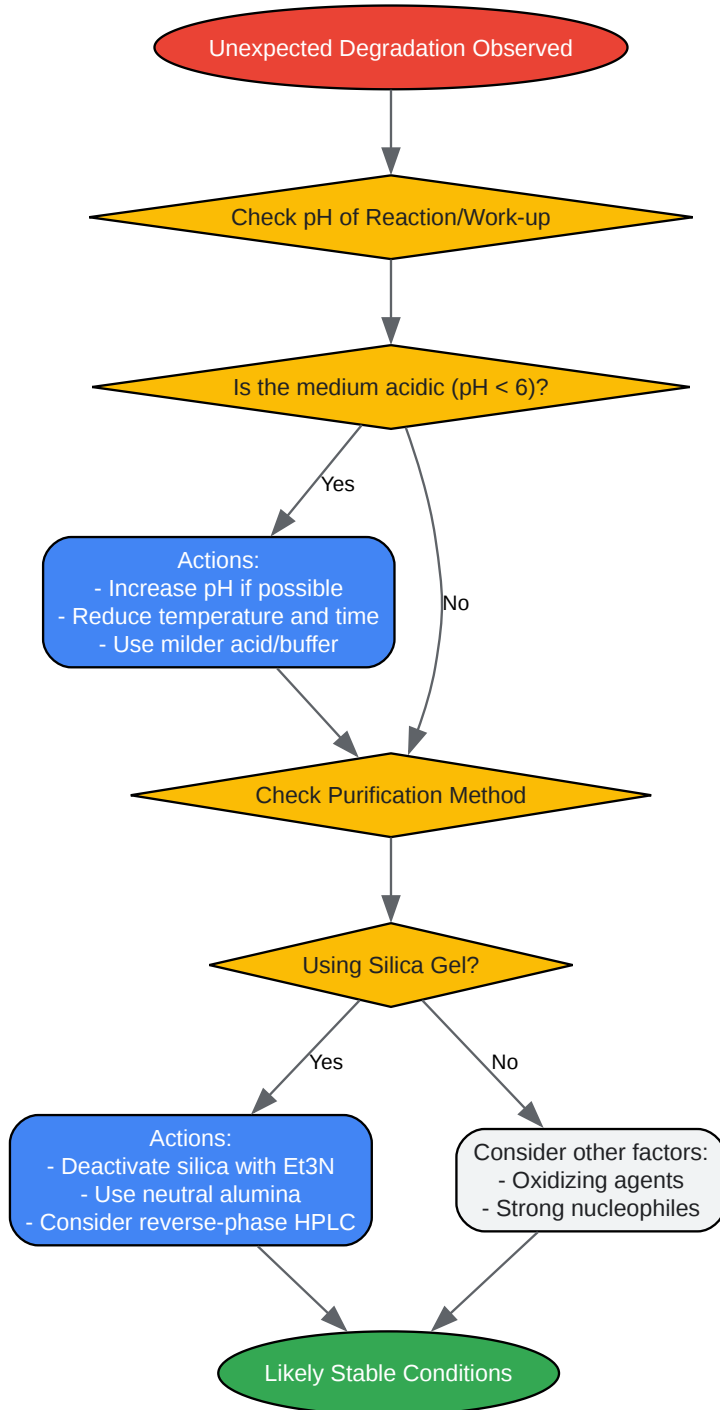 Unexpected Degradation Observed
Check pH of Reaction/Work-up
Is the medium acidic (pH < 6)?
Yes
Actions:
- Increase pH if possible
- Reduce temperature and time
- Use milder acid/buffer
No
Check Purification Method
Using Silica Gel?
Yes
No
Actions:
- Deactivate silica with Et3N
- Use neutral alumina
- Consider reverse-phase HPLC
Consider other factors:
- Oxidizing agents
- Strong nucleophiles
Likely Stable Conditions